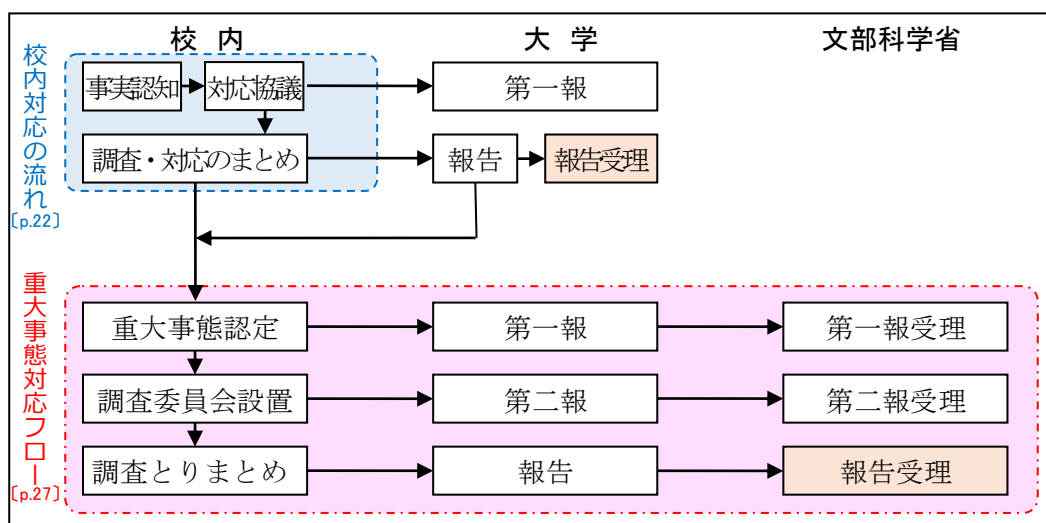 校 内
大 学
文部科学省
校内対応の流れ
〔p.22〕
事実認知
対応協議
第一報
調査・対応のまとめ
報告
報告受理
重大事態対応フロー
〔p.27〕
重大事態認定
第一報
第一報受理
調査委員会設置
第二報
第二報受理
調査とりまとめ
報告
報告受理